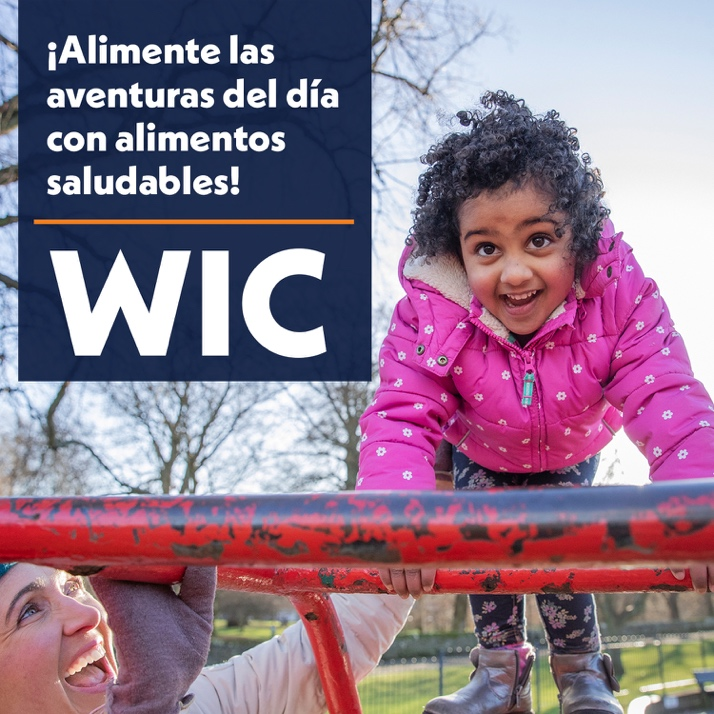 ¡Alimente las
aventuras del día
con alimentos
saludables!
WIC